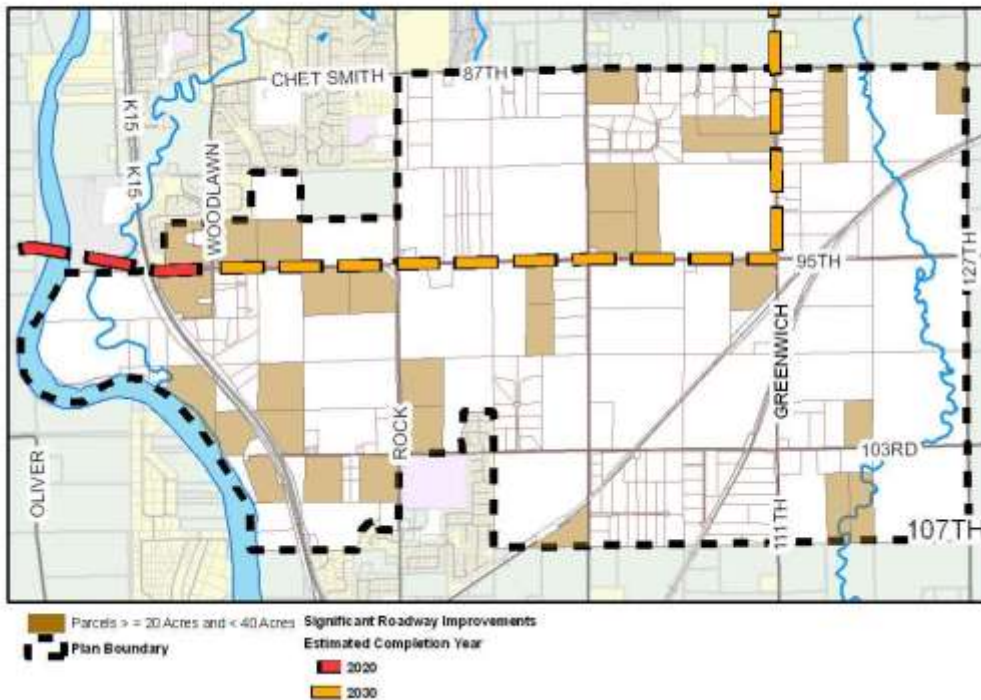 CHET SMITH
87TH
K15
K15
WOODLAWN
95TH
127TH
GREENWICH
ROCK
OLIVER
103RD
111TH
107TH
Parcels > = 20 Acres and < 40 Acres
Plan Boundary
Significant Roadway Improvements
Estimated Completion Year
2020
2030